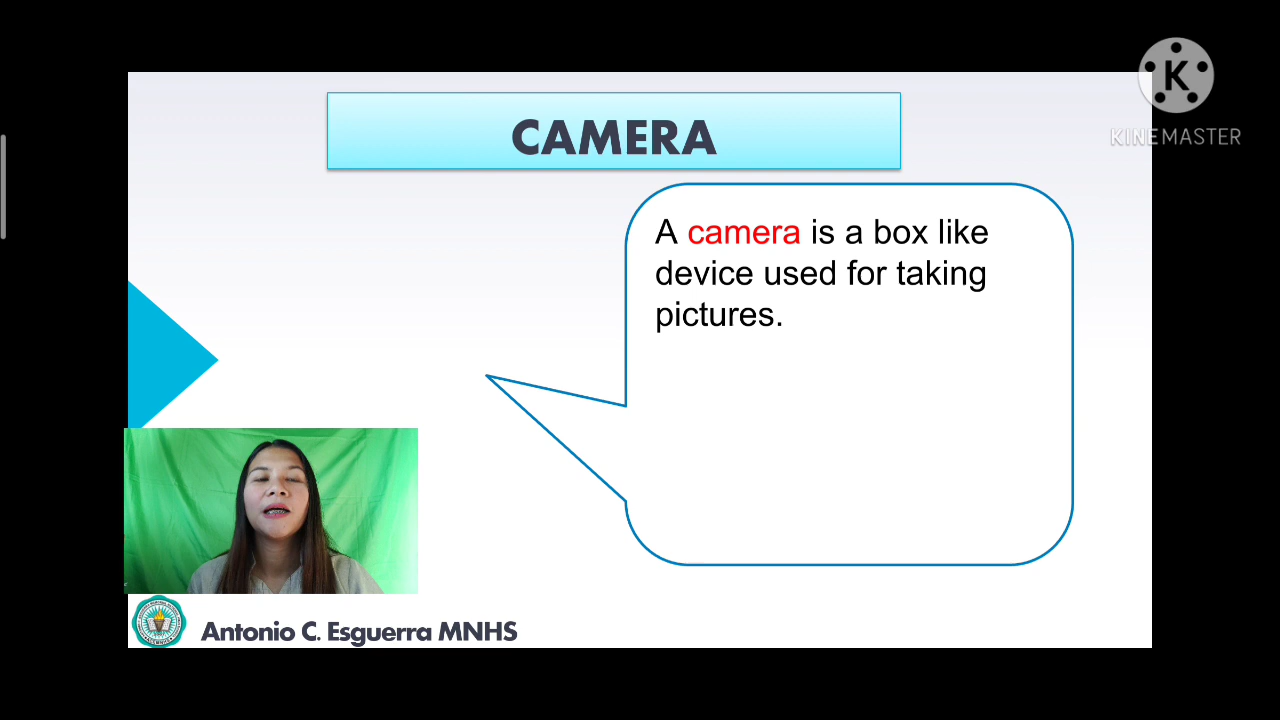 CAMERA
K
KINEMASTER
A camera is a box like
device used for taking
pictures.
Antonio C. Esguerra MNHS